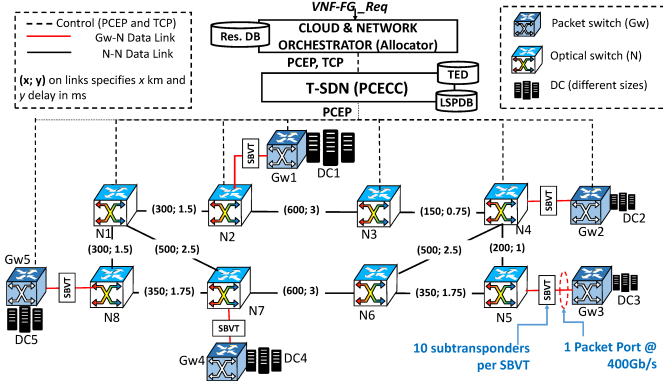 VNF-FG_Req
Control (PCEP and TCP)
Gw-N Data Link
N-N Data Link
(x; y) on links specifies x km and
y delay in ms
Res. DB
CLOUD & NETWORK
ORCHESTRATOR (Allocator)
PCEP, TCP
TED
T-SDN (PCECC)
LSPDB
PCEP
Packet switch (Gw)
Optical switch (N)
DC (different sizes)
SBVT
Gw1
DC1
N1
(300; 1.5)
N2
(600; 3)
N3
(150; 0.75)
N4
SBVT
Gw2
DC2
(300; 1.5)
(500; 2.5)
(500; 2.5)
(200; 1)
Gw5
SBVT
DC5
N8
(350; 1.75)
N7
(600; 3)
N6
(350; 1.75)
N5
SBVT
Gw3
DC3
SBVT
Gw4
DC4
10 subtransponders
per SBVT
1 Packet Port @
400Gb/s